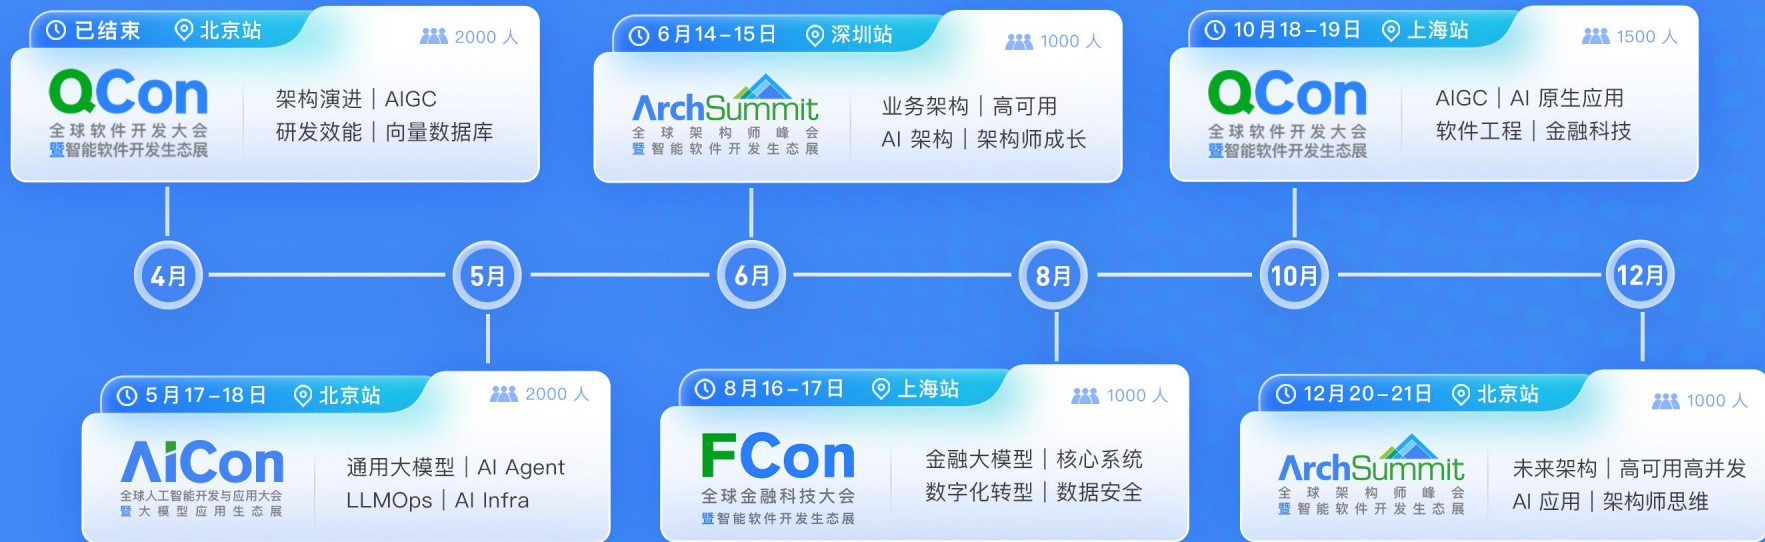 已结束 北京站
2000 人
QCon
全球软件开发大会
暨智能软件开发生态展
架构演进｜AIGC
研发效能｜向量数据库
6月14-15日 深圳站
1000 人
ArchSummit
全球架构师峰会
暨智能软件开发生态展
业务架构｜高可用
AI 架构｜架构师成长
10月18-19日 上海站
1500 人
QCon
全球软件开发大会
暨智能软件开发生态展
AIGC｜AI 原生应用
软件工程｜金融科技
4月 5月 6月 8月 10月 12月
5月17-18日 北京站
2000 人
AiCon
全球人工智能开发与应用大会
暨大模型应用生态展
通用大模型｜AI Agent
LLMOps｜AI Infra
8月16-17日 上海站
1000 人
FCon
全球金融科技大会
暨智能软件开发生态展
金融大模型｜核心系统
数字化转型｜数据安全
12月20-21日 北京站
1000 人
ArchSummit
全球架构师峰会
暨智能软件开发生态展
未来架构｜高可用高并发
AI 应用｜架构师思维